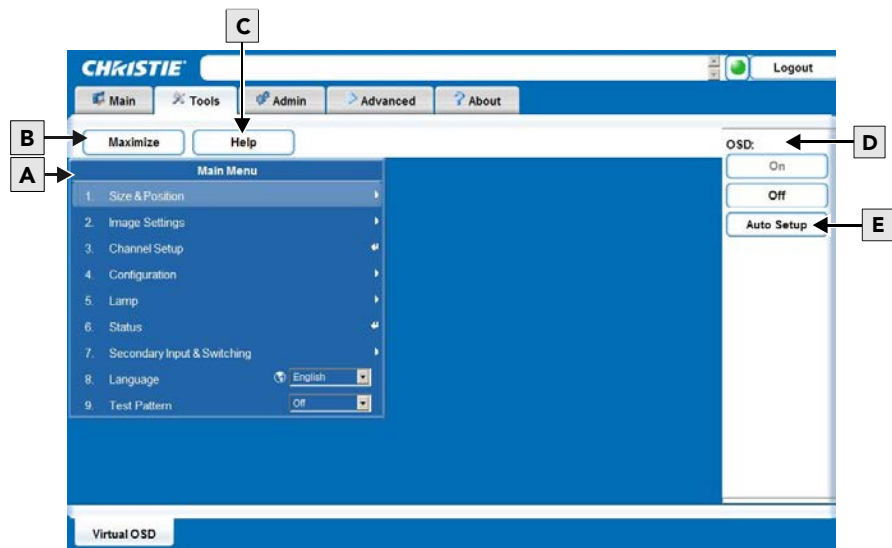 C
CHRISTIE
Logout
Main
Tools
Admin
Advanced
About
B
Maximize
Help
OSD:
D
A
Main Menu
On
1. Size & Position
Off
2. Image Settings
Auto Setup
E
3. Channel Setup
4. Configuration
5. Lamp
6. Status
7. Secondary Input & Switching
8. Language English
9. Test Pattern Off
Virtual OSD